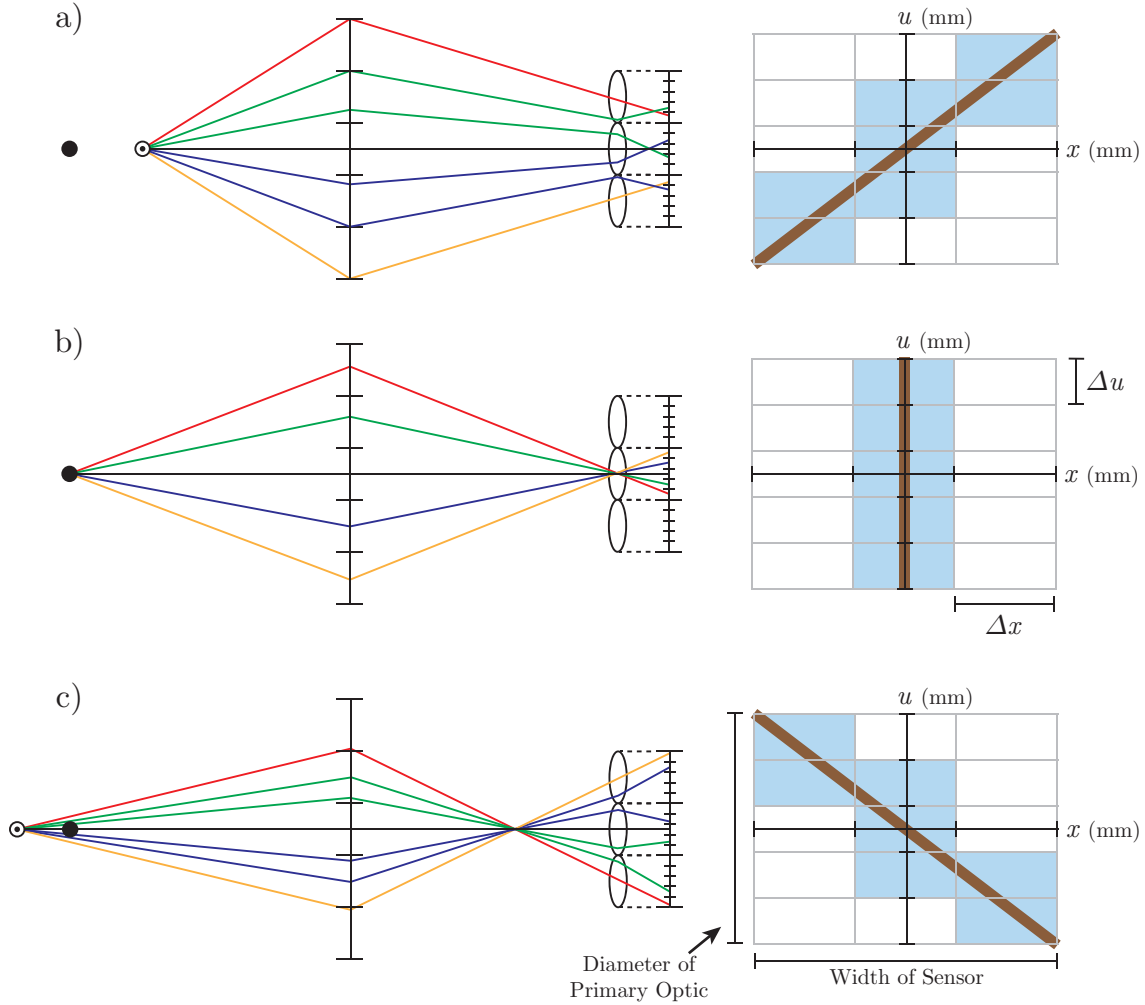 a)
u (mm)
x (mm)
b)
u (mm)
Δu
x (mm)
Δx
c)
u (mm)
x (mm)
Diameter of
Primary Optic
Width of Sensor